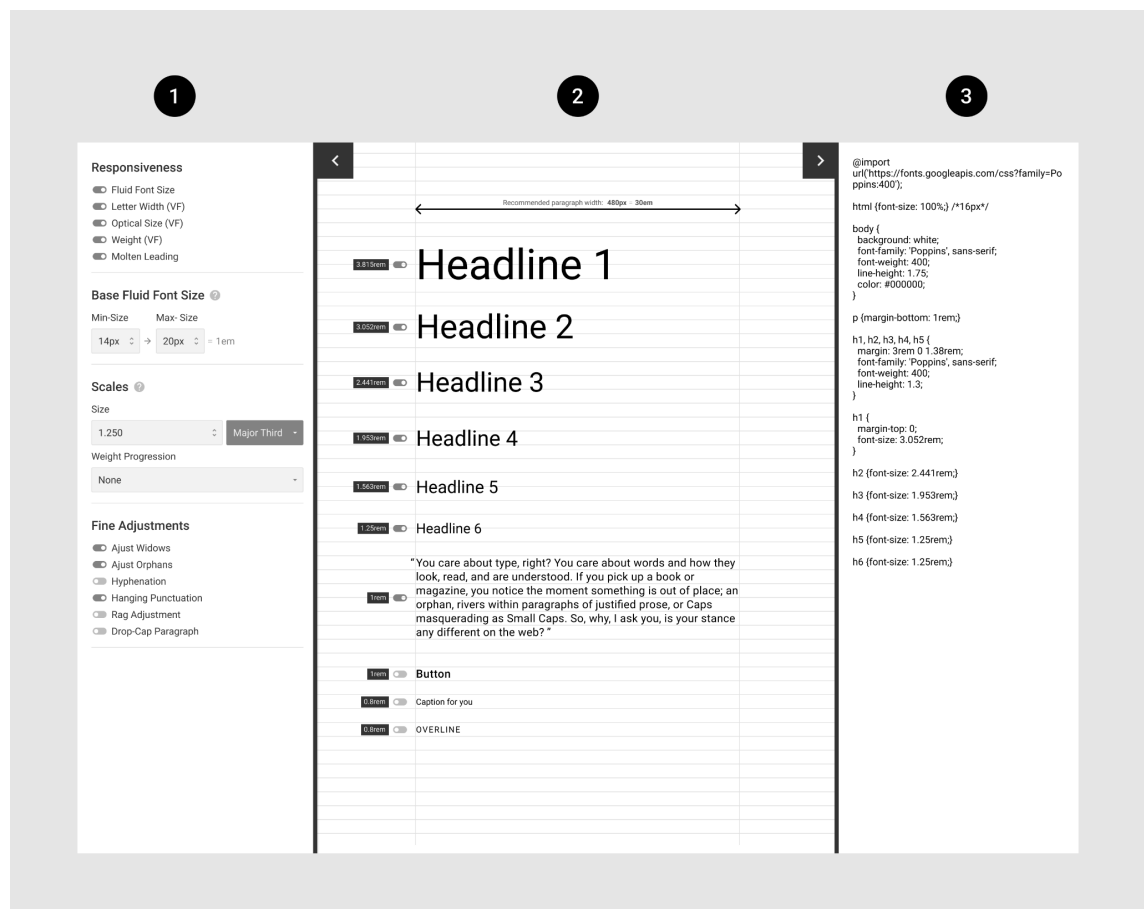 1
2
3
Responsiveness
Fluid Font Size
Letter Width (VF)
Optical Size (VF)
Weight (VF)
Molten Leading
Base Fluid Font Size ?
Min-Size Max- Size
14px → 20px = 1em
Scales ?
Size
1.250 Major Third
Weight Progression
None
Fine Adjustments
Ajust Widows
Ajust Orphans
Hyphenation
Hanging Punctuation
Rag Adjustment
Drop-Cap Paragraph
Recommended paragraph width: 480px - 30em
3.815rem Headline 1
3.052rem Headline 2
2.441rem Headline 3
1.953rem Headline 4
1.563rem Headline 5
1.25rem Headline 6
“You care about type, right? You care about words and how they
look, read, and are understood. If you pick up a book or
magazine, you notice the moment something is out of place; an
1rem orphan, rivers within paragraphs of justified prose, or Caps
masquerading as Small Caps. So, why, I ask you, is your stance
any different on the web? ”
1rem Button
0.8rem Caption for you
0.8rem OVERLINE
@import
url('https://fonts.googleapis.com/css?family=Po
ppins:400');
html {font-size: 100%;} /*16px*/
body {
background: white;
font-family: 'Poppins', sans-serif;
font-weight: 400;
line-height: 1.75;
color: #000000;
}
p {margin-bottom: 1rem;}
h1, h2, h3, h4, h5 {
margin: 3rem 0 1.38rem;
font-family: 'Poppins', sans-serif;
font-weight: 400;
line-height: 1.3;
}
h1 {
margin-top: 0;
font-size: 3.052rem;
}
h2 {font-size: 2.441rem;}
h3 {font-size: 1.953rem;}
h4 {font-size: 1.563rem;}
h5 {font-size: 1.25rem;}
h6 {font-size: 1.25rem;}